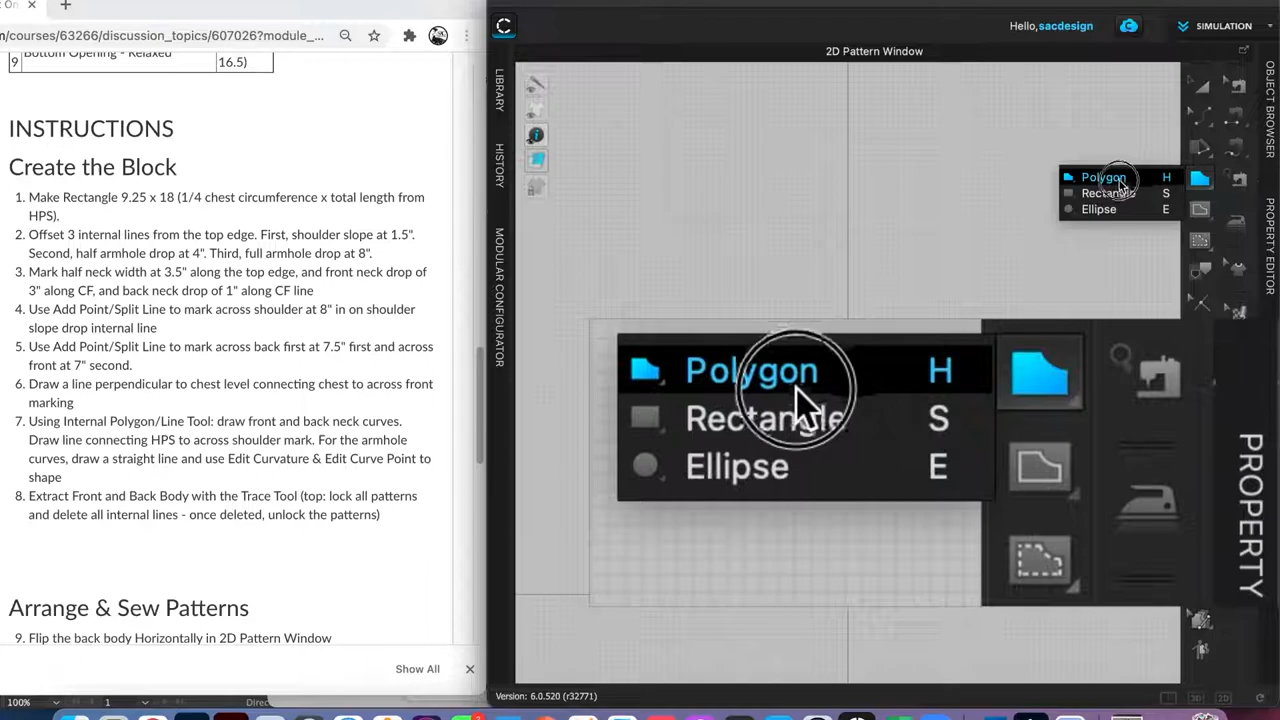 t On
m/courses/63266/discussion_topics/607026?module_...
9 Bottom Opening - Relaxed 16.5)
INSTRUCTIONS
Create the Block
1. Make Rectangle 9.25 x 18 (1/4 chest circumference x total length from
HPS).
2. Offset 3 internal lines from the top edge. First, shoulder slope at 1.5".
Second, half armhole drop at 4". Third, full armhole drop at 8".
3. Mark half neck width at 3.5" along the top edge, and front neck drop of
3" along CF, and back neck drop of 1" along CF line
4. Use Add Point/Split Line to mark across shoulder at 8" in on shoulder
slope drop internal line
5. Use Add Point/Split Line to mark across back first at 7.5" first and across
front at 7" second.
6. Draw a line perpendicular to chest level connecting chest to across front
marking
7. Using Internal Polygon/Line Tool: draw front and back neck curves.
Draw line connecting HPS to across shoulder mark. For the armhole
curves, draw a straight line and use Edit Curvature & Edit Curve Point to
shape
8. Extract Front and Back Body with the Trace Tool (top: lock all patterns
and delete all internal lines - once deleted, unlock the patterns)
Arrange & Sew Patterns
9. Flip the back body Horizontally in 2D Pattern Window
Show All
100%
1
Direc
Hello, sacdesign
SIMULATION
2D Pattern Window
LIBRARY
HISTORY
MODULAR CONFIGURATOR
Polygon H
Rectangle S
Ellipse E
OBJECT BROWSER
PROPERTY EDITOR
Polygon H
Rectangle S
Ellipse E
PROPERTY
Version: 6.0.520 (r32771)
3D
2D